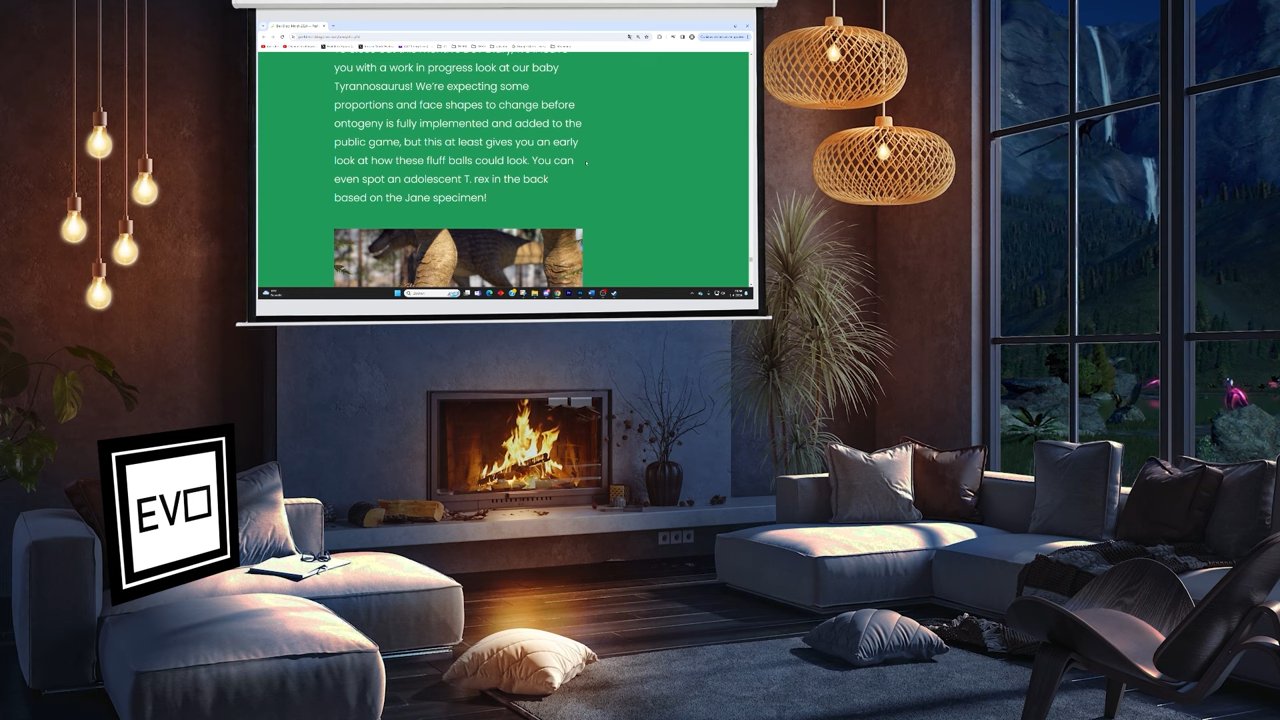 you with a work in progress look at our baby
Tyrannosaurus! We're expecting some
proportions and face shapes to change before
ontogeny is fully implemented and added to the
public game, but this at least gives you an early
look at how these fluff balls could look. You can
even spot an adolescent T. rex in the back
based on the Jane specimen!
EVO